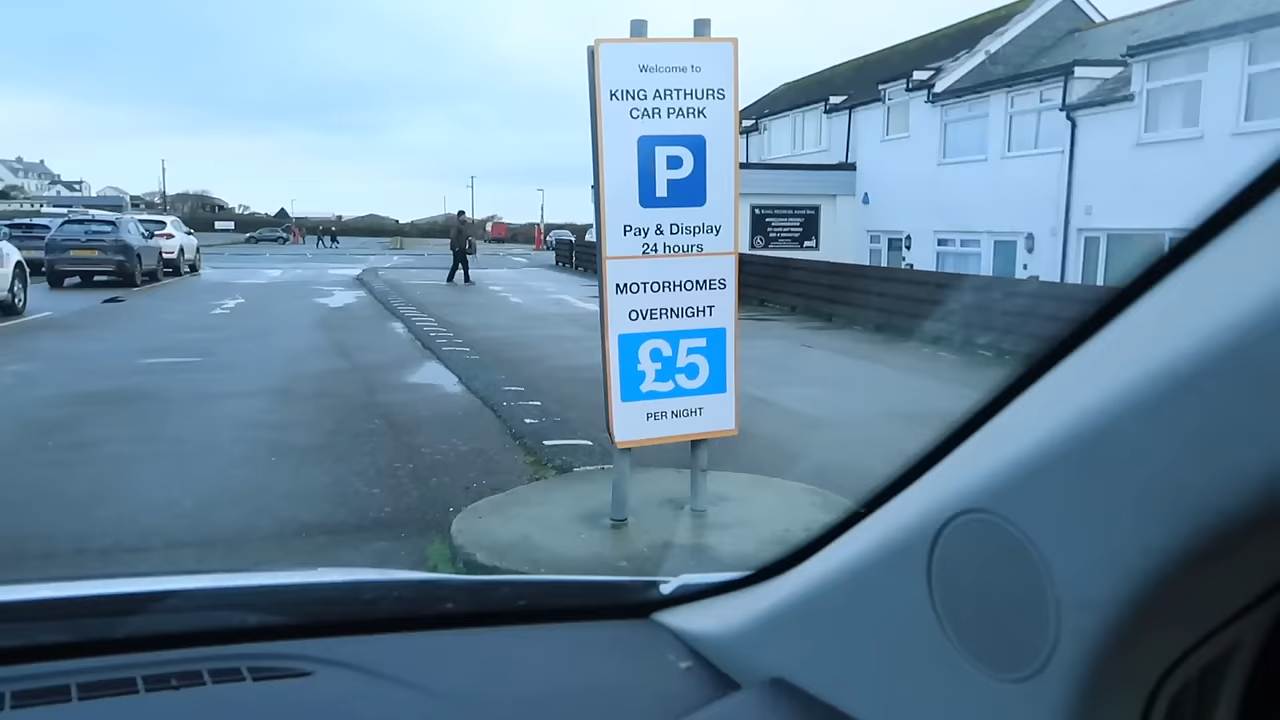 Welcome to
KING ARTHURS
CAR PARK
P
Pay & Display
24 hours
MOTORHOMES
OVERNIGHT
£5
PER NIGHT